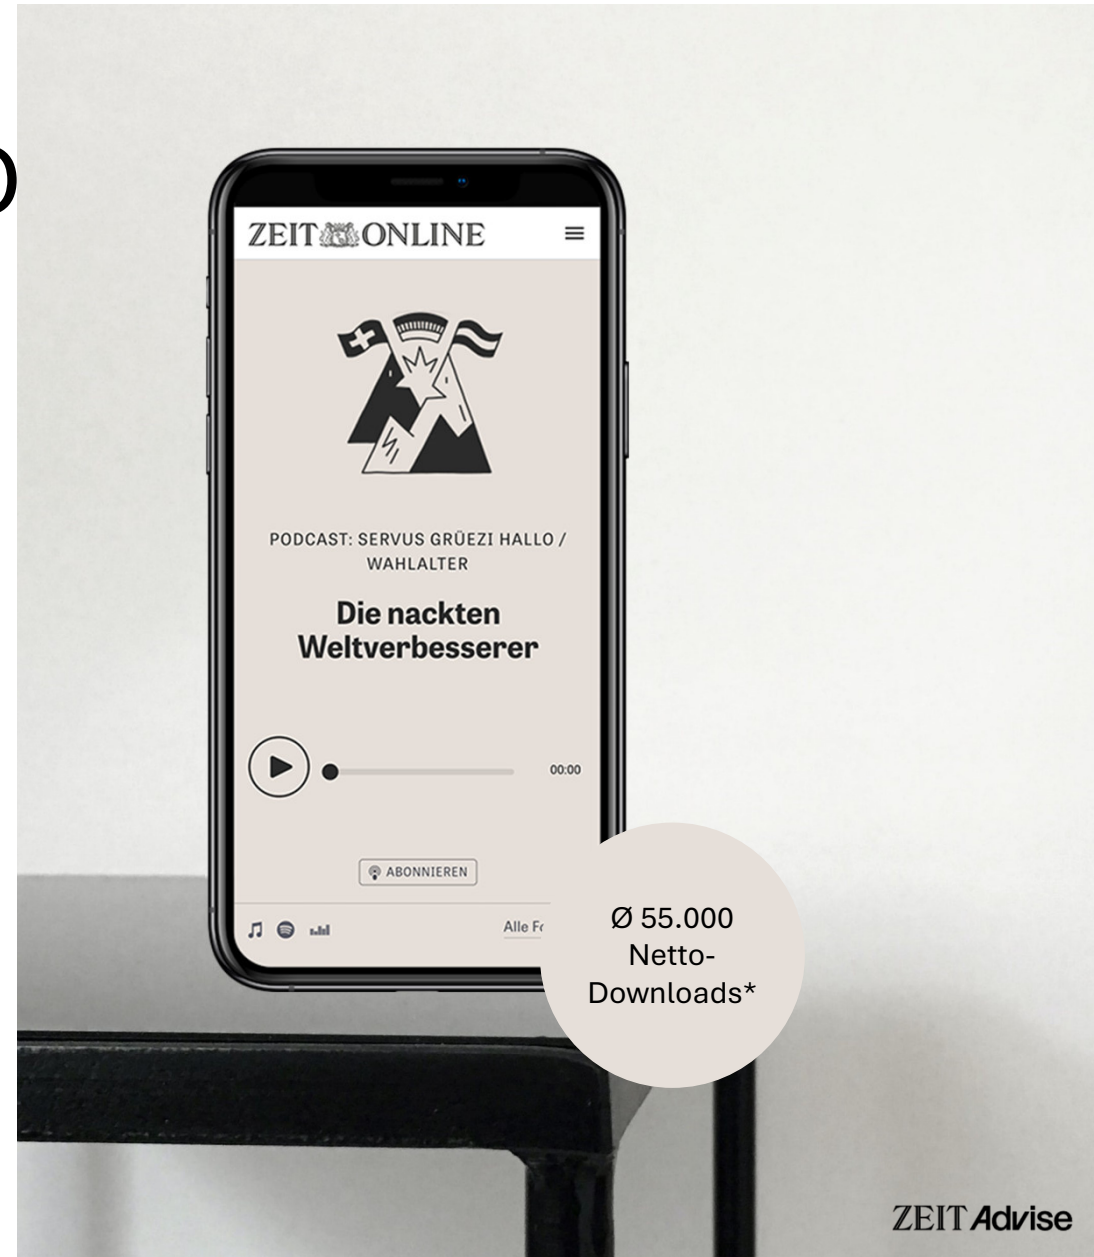 ZEIT ONLINE
PODCAST: SERVUS GRÜEZI HALLO /
WAHLALTER
Die nackten
Weltverbesserer
00:00
ABONNIEREN
Alle
Ø 55.000
Netto-
Downloads*
ZEIT Advise